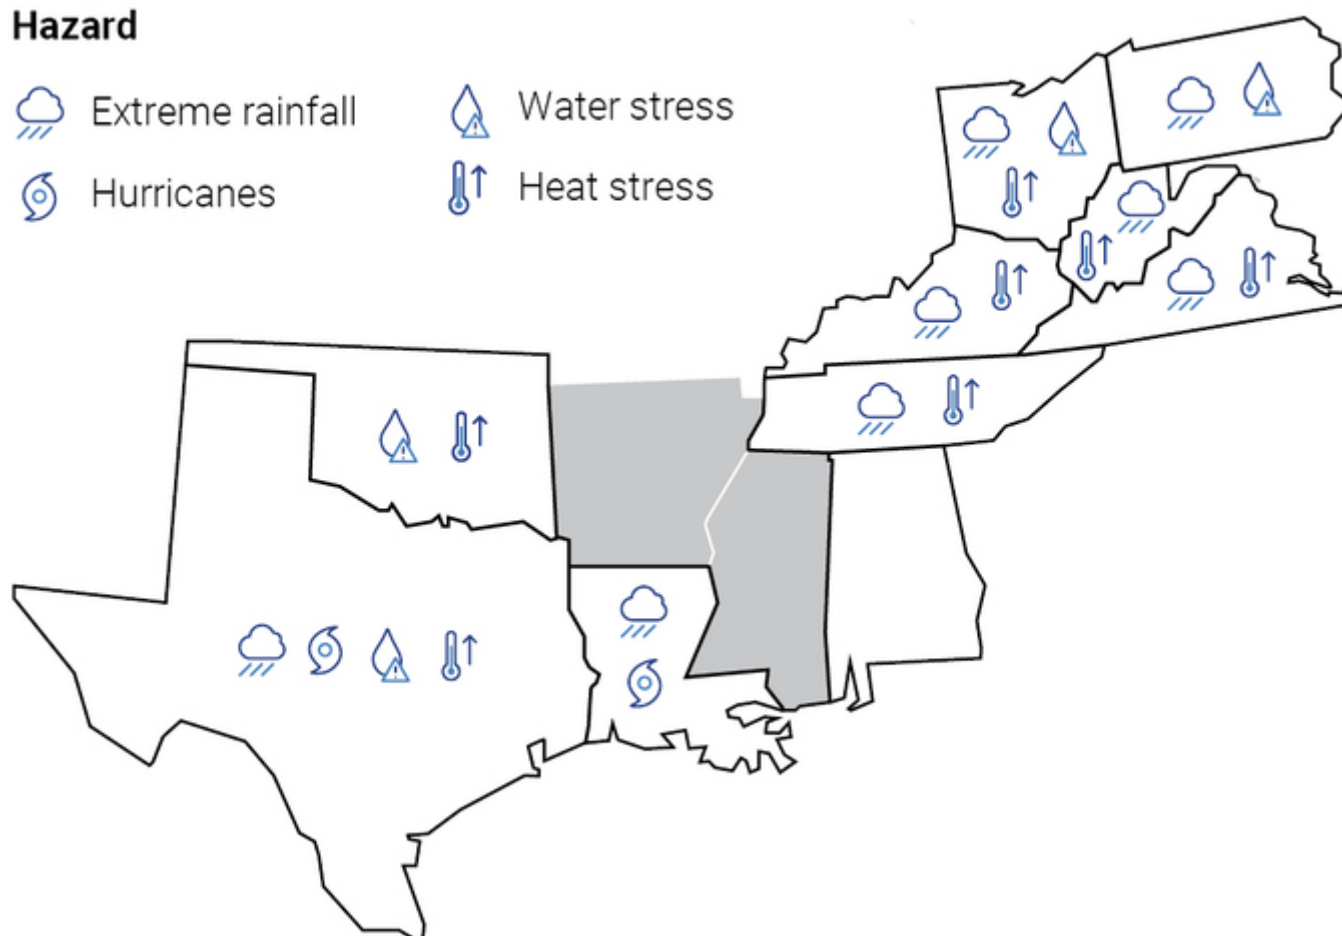 Hazard
Extreme rainfall
Water stress
Hurricanes
Heat stress